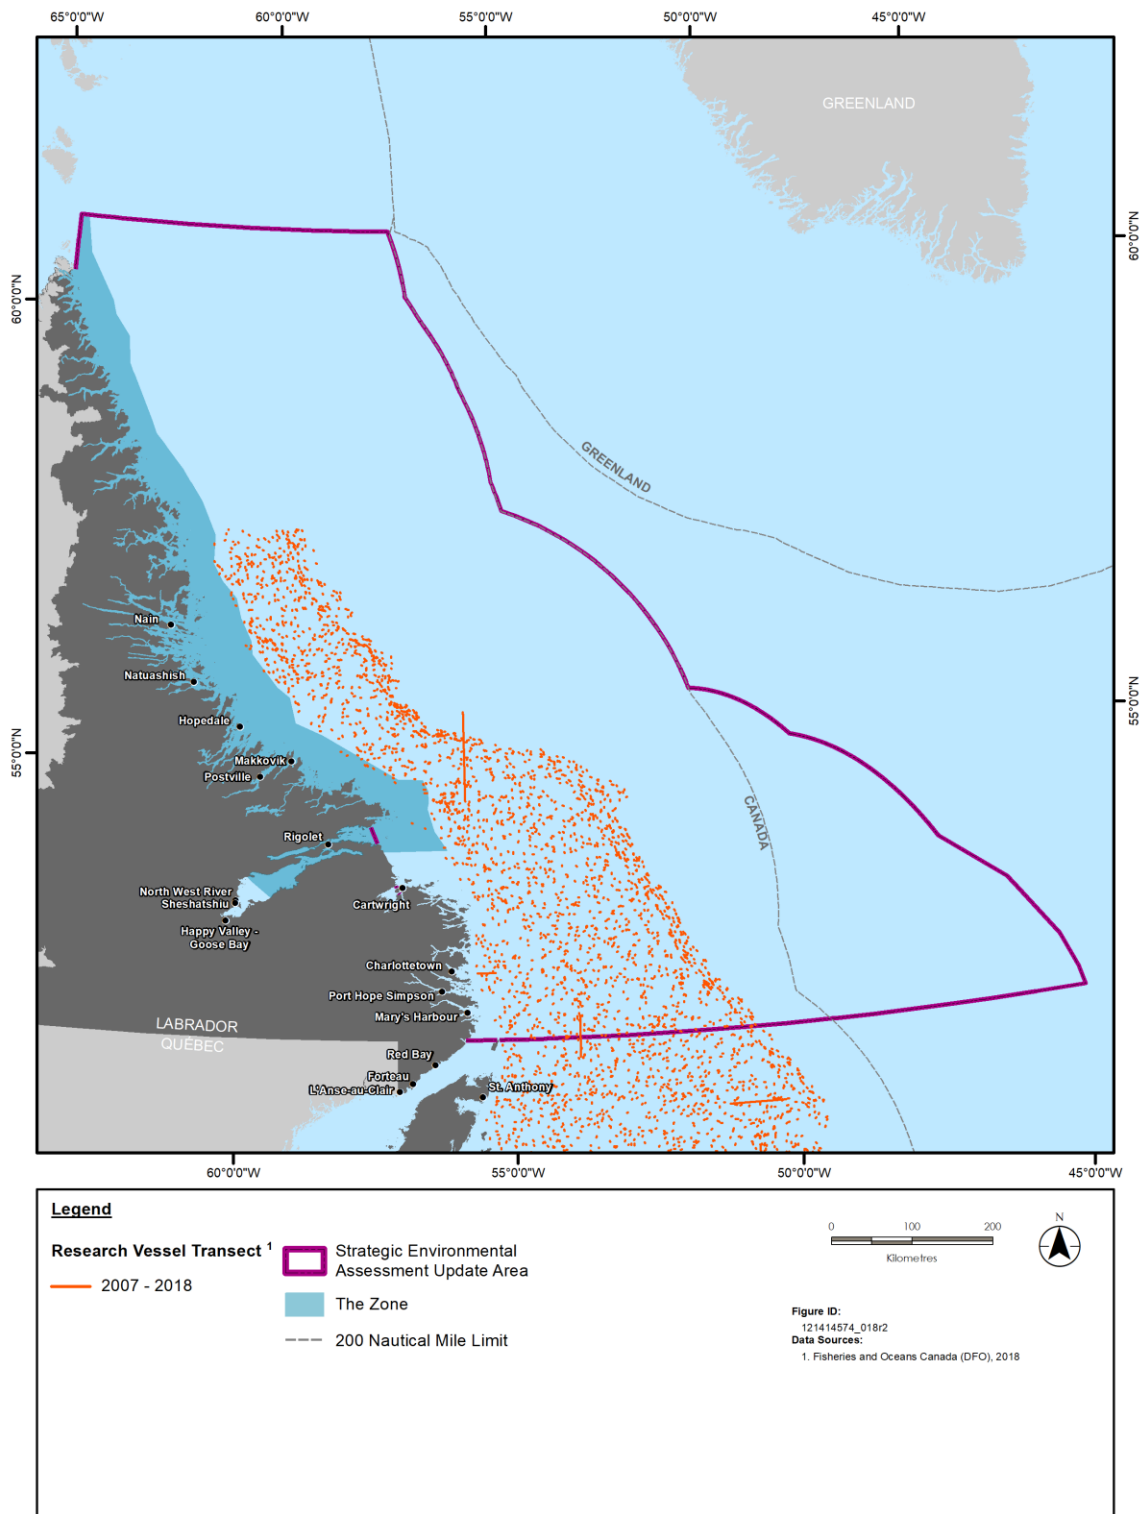 65°0'0"W
60°0'0"W
55°0'0"W
50°0'0"W
45°0'0"W
GREENLAND
60°0'0"N
60°0'0"N
GREENLAND
Nain
Natuashish
55°0'0"N
Hopedale
55°0'0"N
Makkovik
Postville
CANADA
Rigolet
North West River
Sheshatshiu
Cartwright
Happy Valley -
Goose Bay
Charlottetown
Port Hope Simpson
Mary's Harbour
LABRADOR
QUÉBEC
Red Bay
Forteau
L'Anse-au-Clair
St. Anthony
60°0'0"W
55°0'0"W
50°0'0"W
45°0'0"W
Legend
Research Vessel Transect 1
2007 - 2018
Strategic Environmental
Assessment Update Area
The Zone
200 Nautical Mile Limit
0 100 200
Kilometres
N
Figure ID:
121414574_018r2
Data Sources:
1. Fisheries and Oceans Canada (DFO), 2018